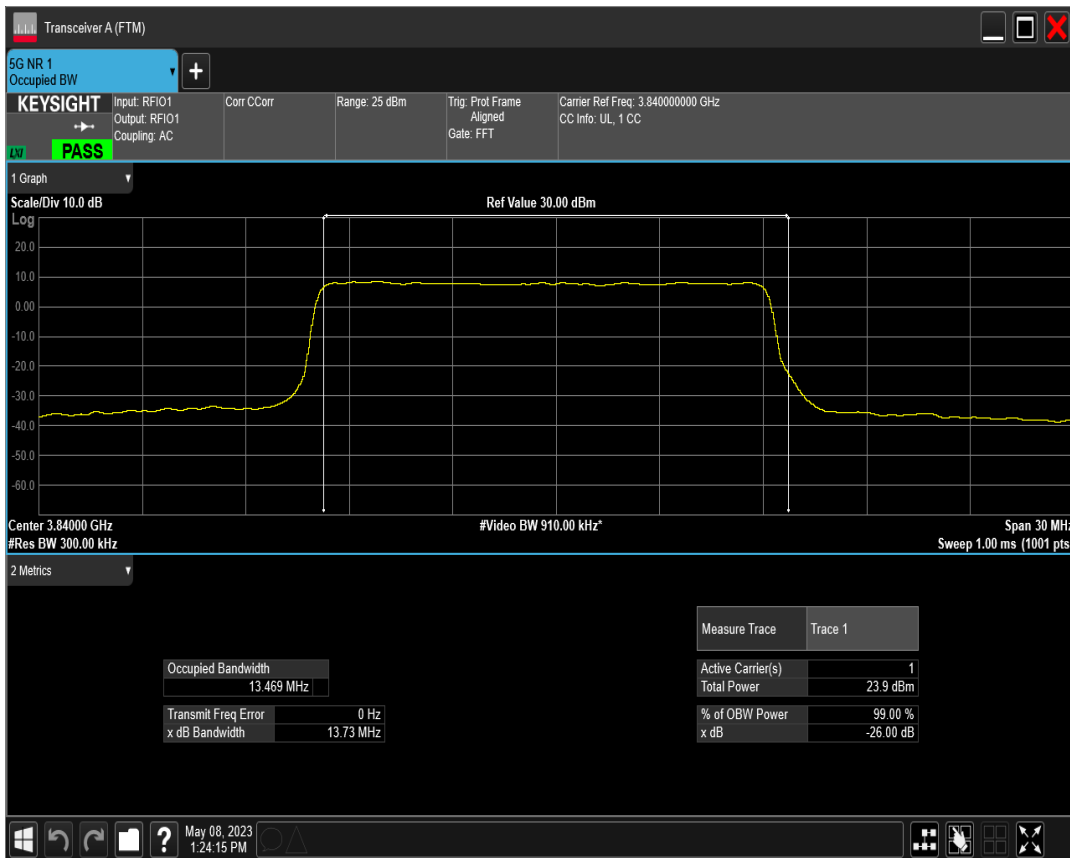 Transceiver A (FTM)
5G NR 1
Occupied BW
+
KEYSIGHT
LXI
PASS
Input: RFIO1
Output: RFIO1
Coupling: AC
Corr CCorr
Range: 25 dBm
Trig: Prot Frame
Aligned
Gate: FFT
Carrier Ref Freq: 3.840000000 GHz
CC Info: UL, 1 CC
1 Graph
Scale/Div 10.0 dB
Ref Value 30.00 dBm
Log
20.0
10.0
0.00
-10.0
-20.0
-30.0
-40.0
-50.0
-60.0
Center 3.84000 GHz
#Video BW 910.00 kHz*
Span 30 MHz
#Res BW 300.00 kHz
Sweep 1.00 ms (1001 pts
2 Metrics
Measure Trace Trace 1
Occupied Bandwidth
13.469 MHz
Active Carrier(s) 1
Total Power 23.9 dBm
Transmit Freq Error 0 Hz
x dB Bandwidth 13.73 MHz
% of OBW Power 99.00 %
x dB -26.00 dB
?
May 08, 2023
1:24:15 PM